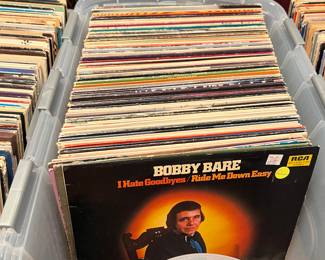 BOBBY BARE
I Hate Goodbyes / Ride Me Down Easy
RCA